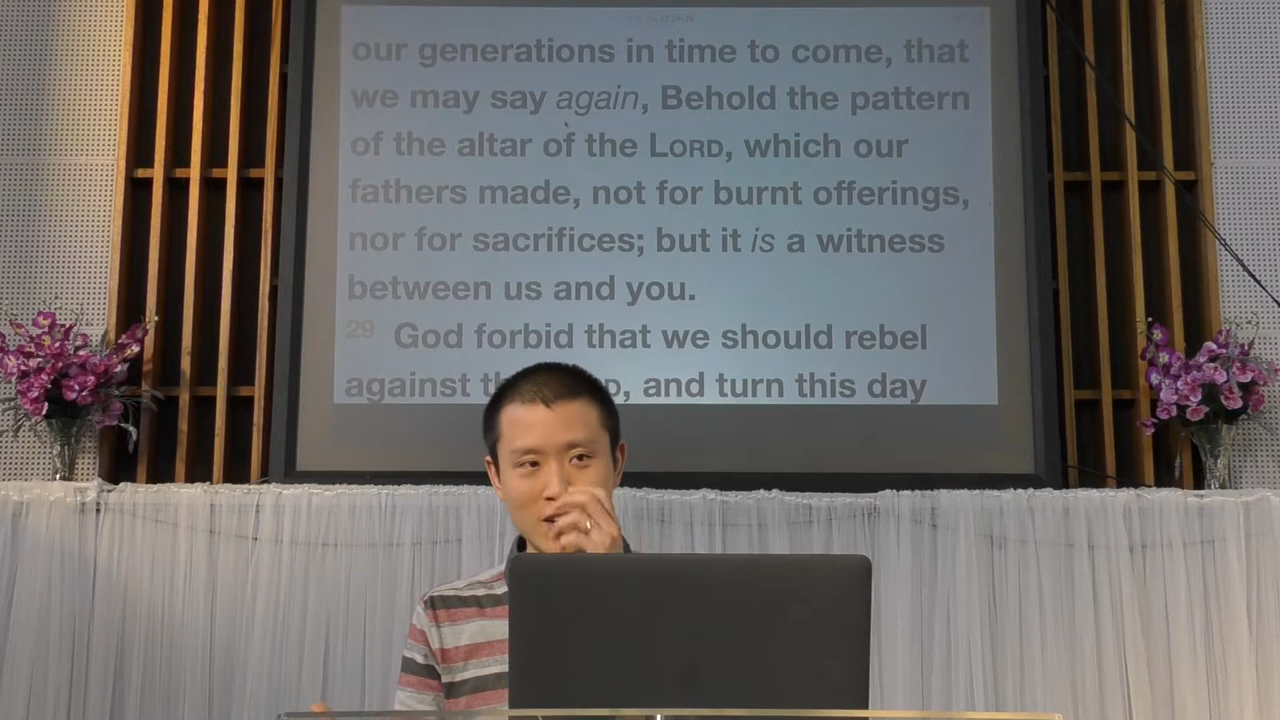 our generations in time to come, that
we may say again, Behold the pattern
of the altar of the LORD, which our
fathers made, not for burnt offerings,
nor for sacrifices; but it is a witness
between us and you.
29 God forbid that we should rebel
against, and turn this day